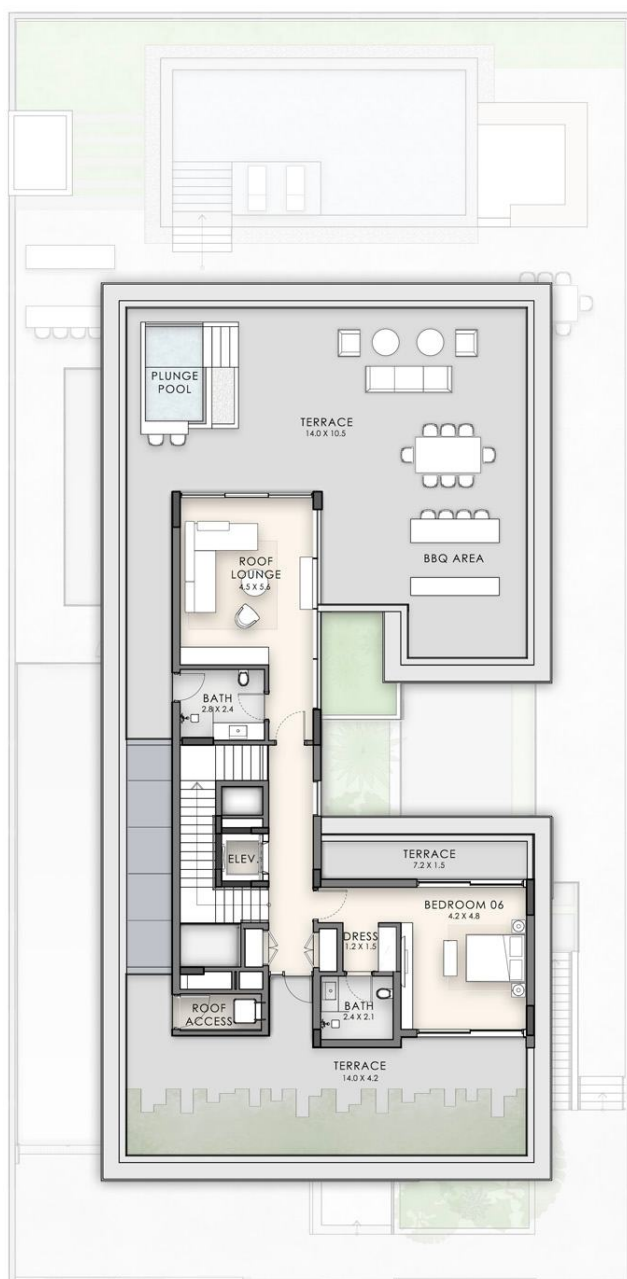 PLUNGE
POOL
TERRACE
14.0 X 10.5
BBQ AREA
ROOF
LOUNGE
4.5 X 5.6
BATH
2.8 X 2.4
ELEV.
TERRACE
7.2 X 1.5
BEDROOM 06
4.2 X 4.8
DRESS
1.2 X 1.5
BATH
2.4 X 2.1
ROOF
ACCESS
TERRACE
14.0 X 4.2